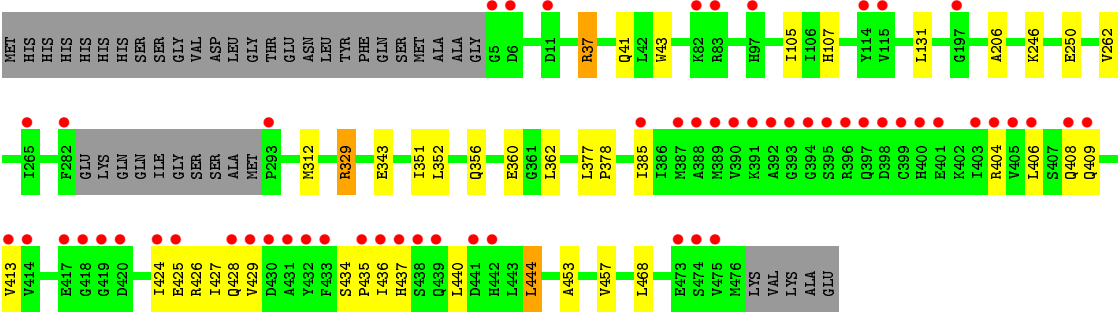 MET HIS HIS HIS HIS HIS HIS SER SER GLY VAL ASP LEU GLY THR GLU ASN LEU TYR PHE GLN SER MET ALA ALA GLY G5 D6 D11 R37 Q41 L42 W43 K82 R83 H97 I105 I106 H107 Y114 V115 L131 G197 A206 K246 E250 V262
I265 F282 GLU LYS GLN GLN ILE GLY SER SER ALA MET P293 M312 R329 E343 I351 L352 Q356 E360 G361 L362 L377 P378 I385 I386 M387 A388 M389 V390 K391 A392 G393 G394 S395 R396 Q397 D398 C399 H400 E401 K402 I403 R404 V405 L406 S407 Q408 Q409
V413 V414 E417 G418 G419 D420 I424 E425 R426 I427 Q428 V429 D430 A431 Y432 F433 S434 P435 I436 H437 S438 Q439 L440 D441 H442 L443 L444 A453 V457 L468 E473 S474 V475 M476 LYS VAL LYS ALA GLU